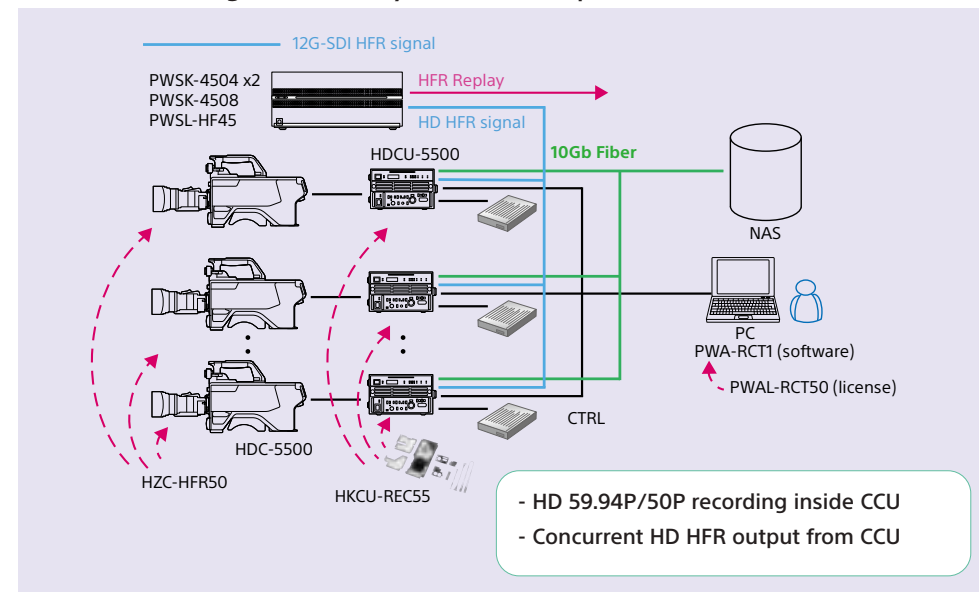 12G-SDI HFR signal
PWSK-4504 x2
PWSK-4508
PWSL-HF45
HFR Replay
HD HFR signal
HDCU-5500
10Gb Fiber
NAS
PC
PWA-RCT1 (software)
PWAL-RCT50 (license)
CTRL
HDC-5500
HZC-HFR50
HKCU-REC55
- HD 59.94P/50P recording inside CCU
- Concurrent HD HFR output from CCU